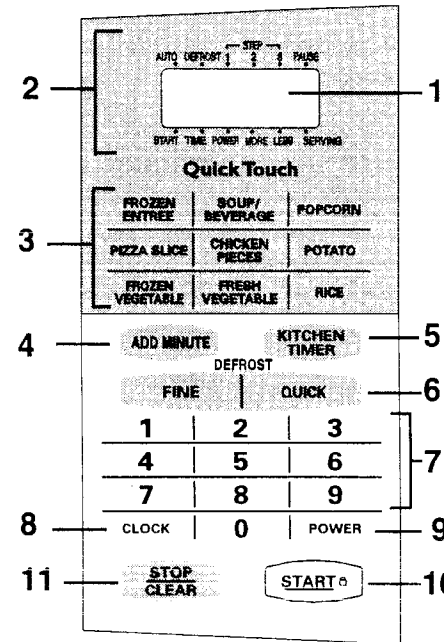 STEP
AUTO DEFROST 1 2 3 PAUSE
2
1
START TIME POWER MORE LESS SERVING
Quick Touch
FROZEN ENTREE SOUP/ BEVERAGE POPCORN
3
PIZZA SLICE CHICKEN PIECES POTATO
FROZEN VEGETABLE FRESH VEGETABLE RICE
4 ADD MINUTE KITCHEN TIMER 5
DEFROST
FINE QUICK 6
1 2 3
4 5 6 7
7 8 9
8 CLOCK 0 POWER 9
11 STOP CLEAR START 10